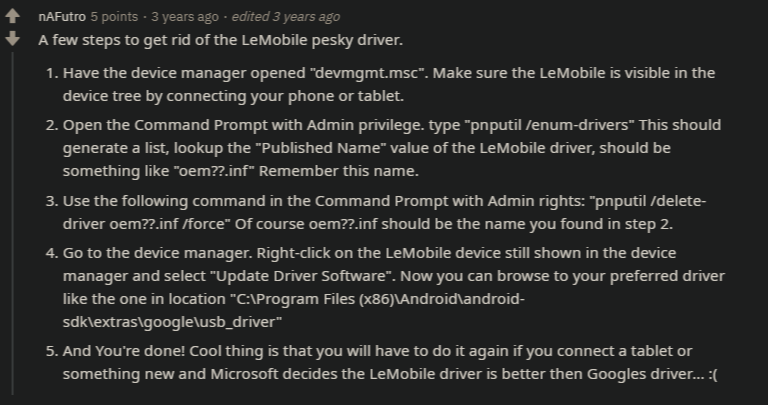 nAFutro 5 points · 3 years ago · edited 3 years ago
A few steps to get rid of the LeMobile pesky driver.
1. Have the device manager opened "devmgmt.msc". Make sure the LeMobile is visible in the
device tree by connecting your phone or tablet.
2. Open the Command Prompt with Admin privilege. type "pnputil /enum-drivers" This should
generate a list, lookup the "Published Name" value of the LeMobile driver, should be
something like "oem??.inf" Remember this name.
3. Use the following command in the Command Prompt with Admin rights: "pnputil /delete-
driver oem??.inf /force" Of course oem??.inf should be the name you found in step 2.
4. Go to the device manager. Right-click on the LeMobile device still shown in the device
manager and select "Update Driver Software". Now you can browse to your preferred driver
like the one in location "C:\Program Files (x86)\Android\android-
sdk\extras\google\usb_driver"
5. And You're done! Cool thing is that you will have to do it again if you connect a tablet or
something new and Microsoft decides the LeMobile driver is better then Googles driver... :(